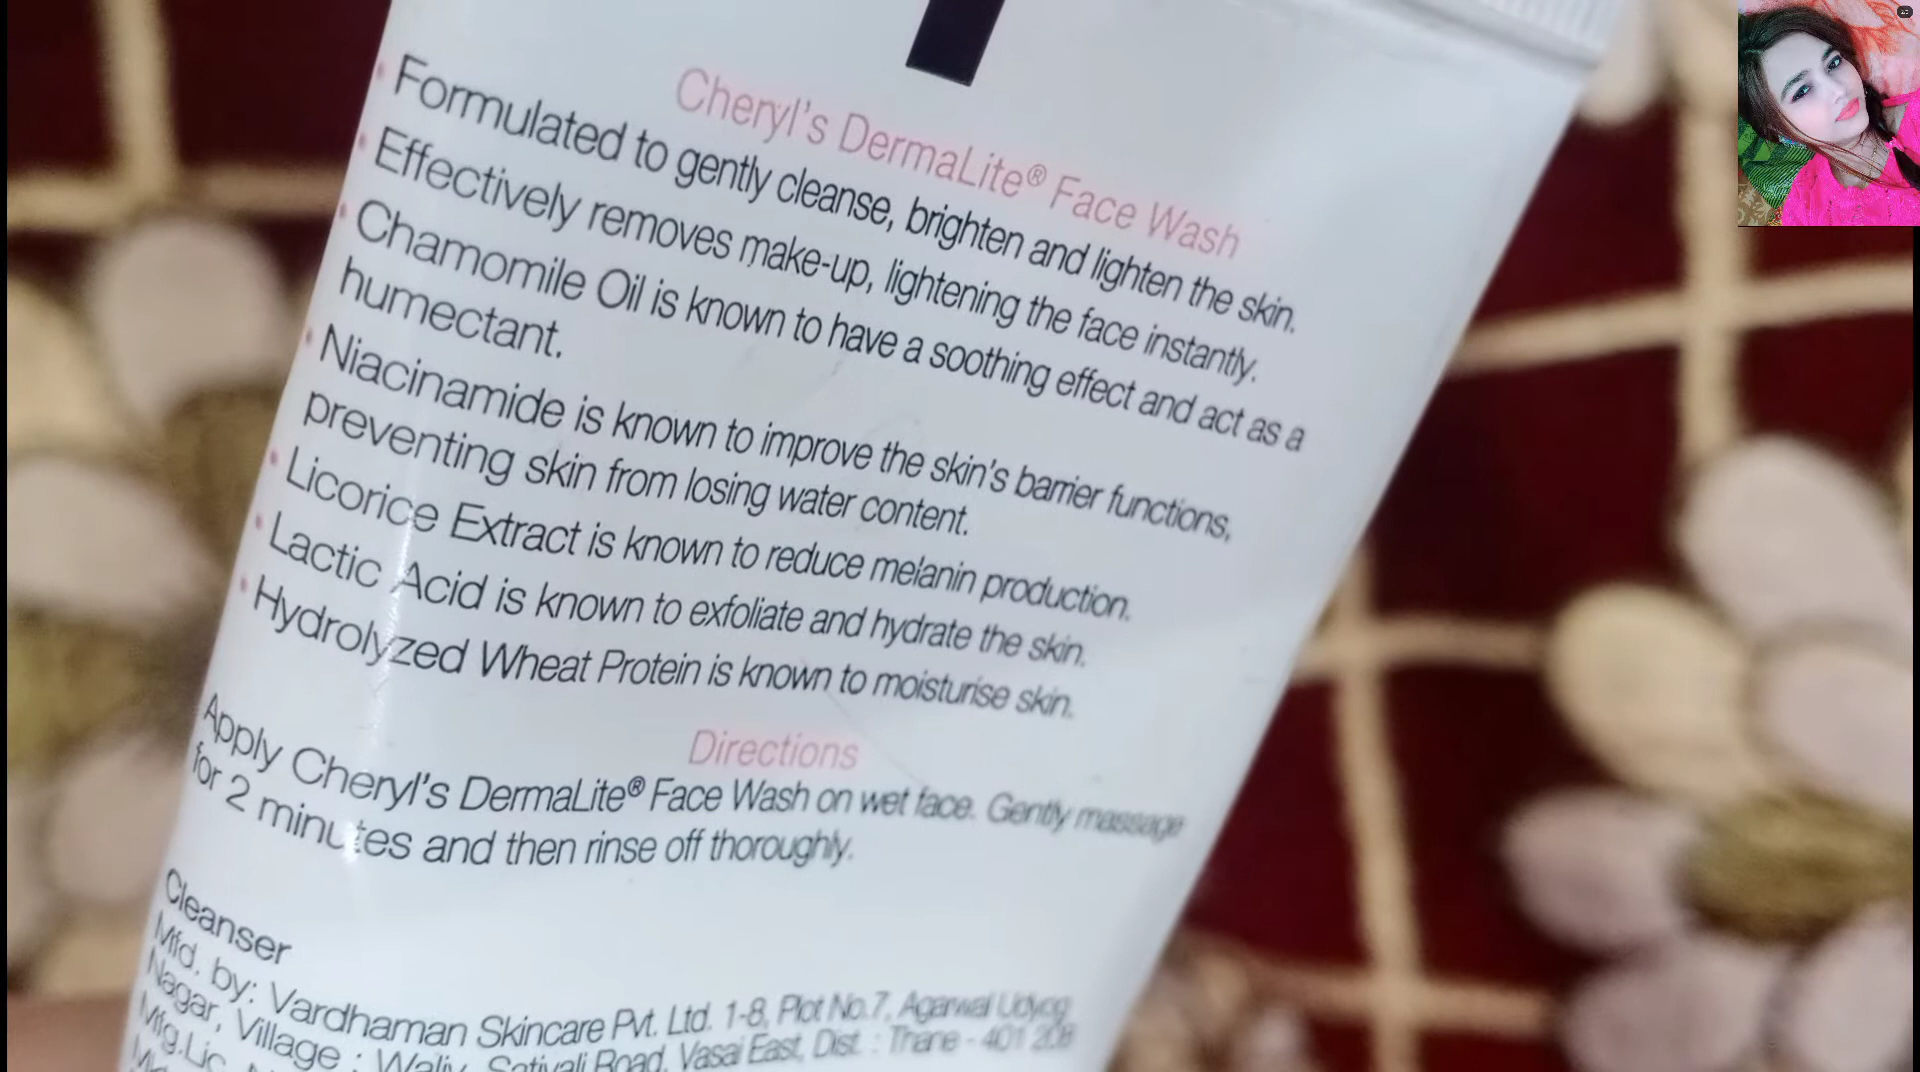 Cheryl's DermaLite® Face Wash
• Formulated to gently cleanse, brighten and lighten the skin.
• Effectively removes make-up, lightening the face instantly.
• Chamomile Oil is known to have a soothing effect and act as a
humectant.
• Niacinamide is known to improve the skin's barrier functions,
preventing skin from losing water content.
• Licorice Extract is known to reduce melanin production.
• Lactic Acid is known to exfoliate and hydrate the skin.
• Hydrolyzed Wheat Protein is known to moisturise skin.
Directions
Apply Cheryl's DermaLite® Face Wash on wet face. Gently massage
for 2 minutes and then rinse off thoroughly.
Cleanser
Mfd. by: Vardhaman Skincare Pvt. Ltd. 1-8, Plot No.7, Agarwal Udyog
Nagar, Village : Waliv, Sativali Road, Vasai East, Dist. : Thane - 401 208
Mfg.Lic.